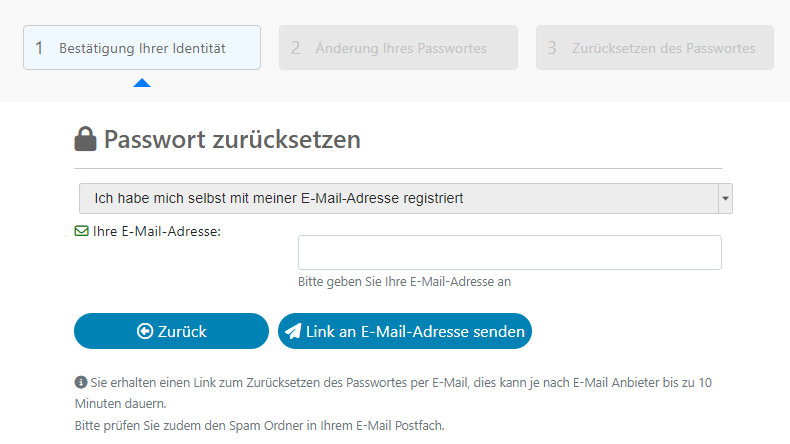 1 Bestätigung Ihrer Identität
2 Änderung Ihres Passwortes
3 Zurücksetzen des Passwortes
Passwort zurücksetzen
Ich habe mich selbst mit meiner E-Mail-Adresse registriert
Ihre E-Mail-Adresse:
Bitte geben Sie Ihre E-Mail-Adresse an
Zurück
Link an E-Mail-Adresse senden
Sie erhalten einen Link zum Zurücksetzen des Passwortes per E-Mail, dies kann je nach E-Mail Anbieter bis zu 10
Minuten dauern.
Bitte prüfen Sie zudem den Spam Ordner in Ihrem E-Mail Postfach.